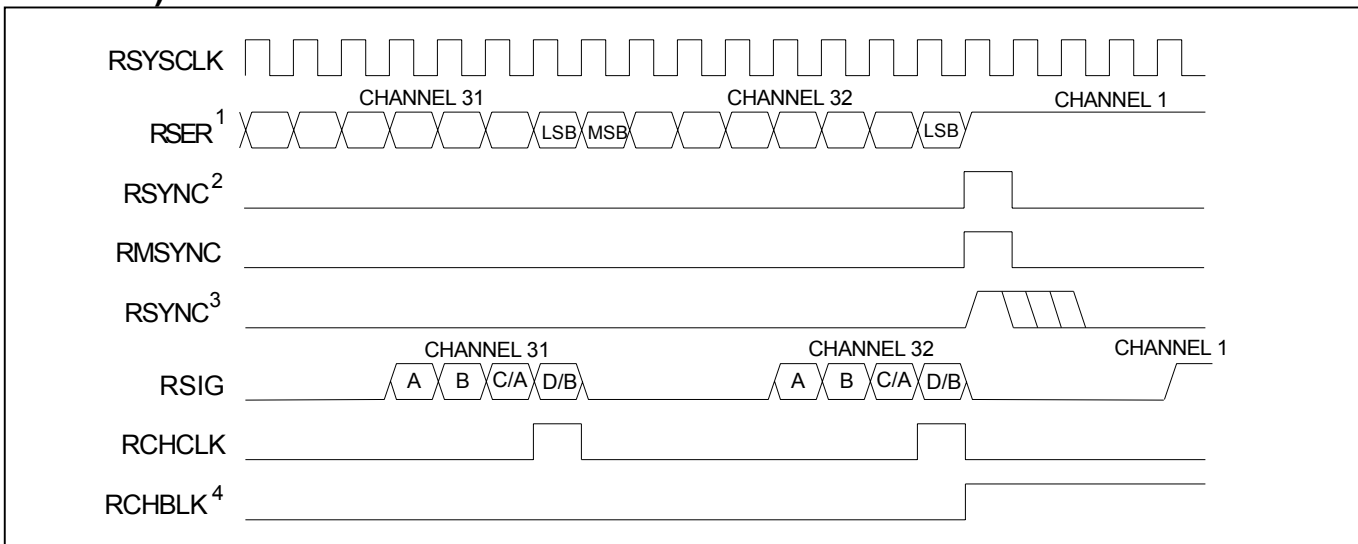 RSYSCLK
CHANNEL 31 CHANNEL 32 CHANNEL 1
RSER1 LSB MSB LSB
RSYNC2
RMSYNC
RSYNC3
CHANNEL 31 CHANNEL 32 CHANNEL 1
RSIG A B C/A D/B A B C/A D/B
RCHCLK
RCHBLK4